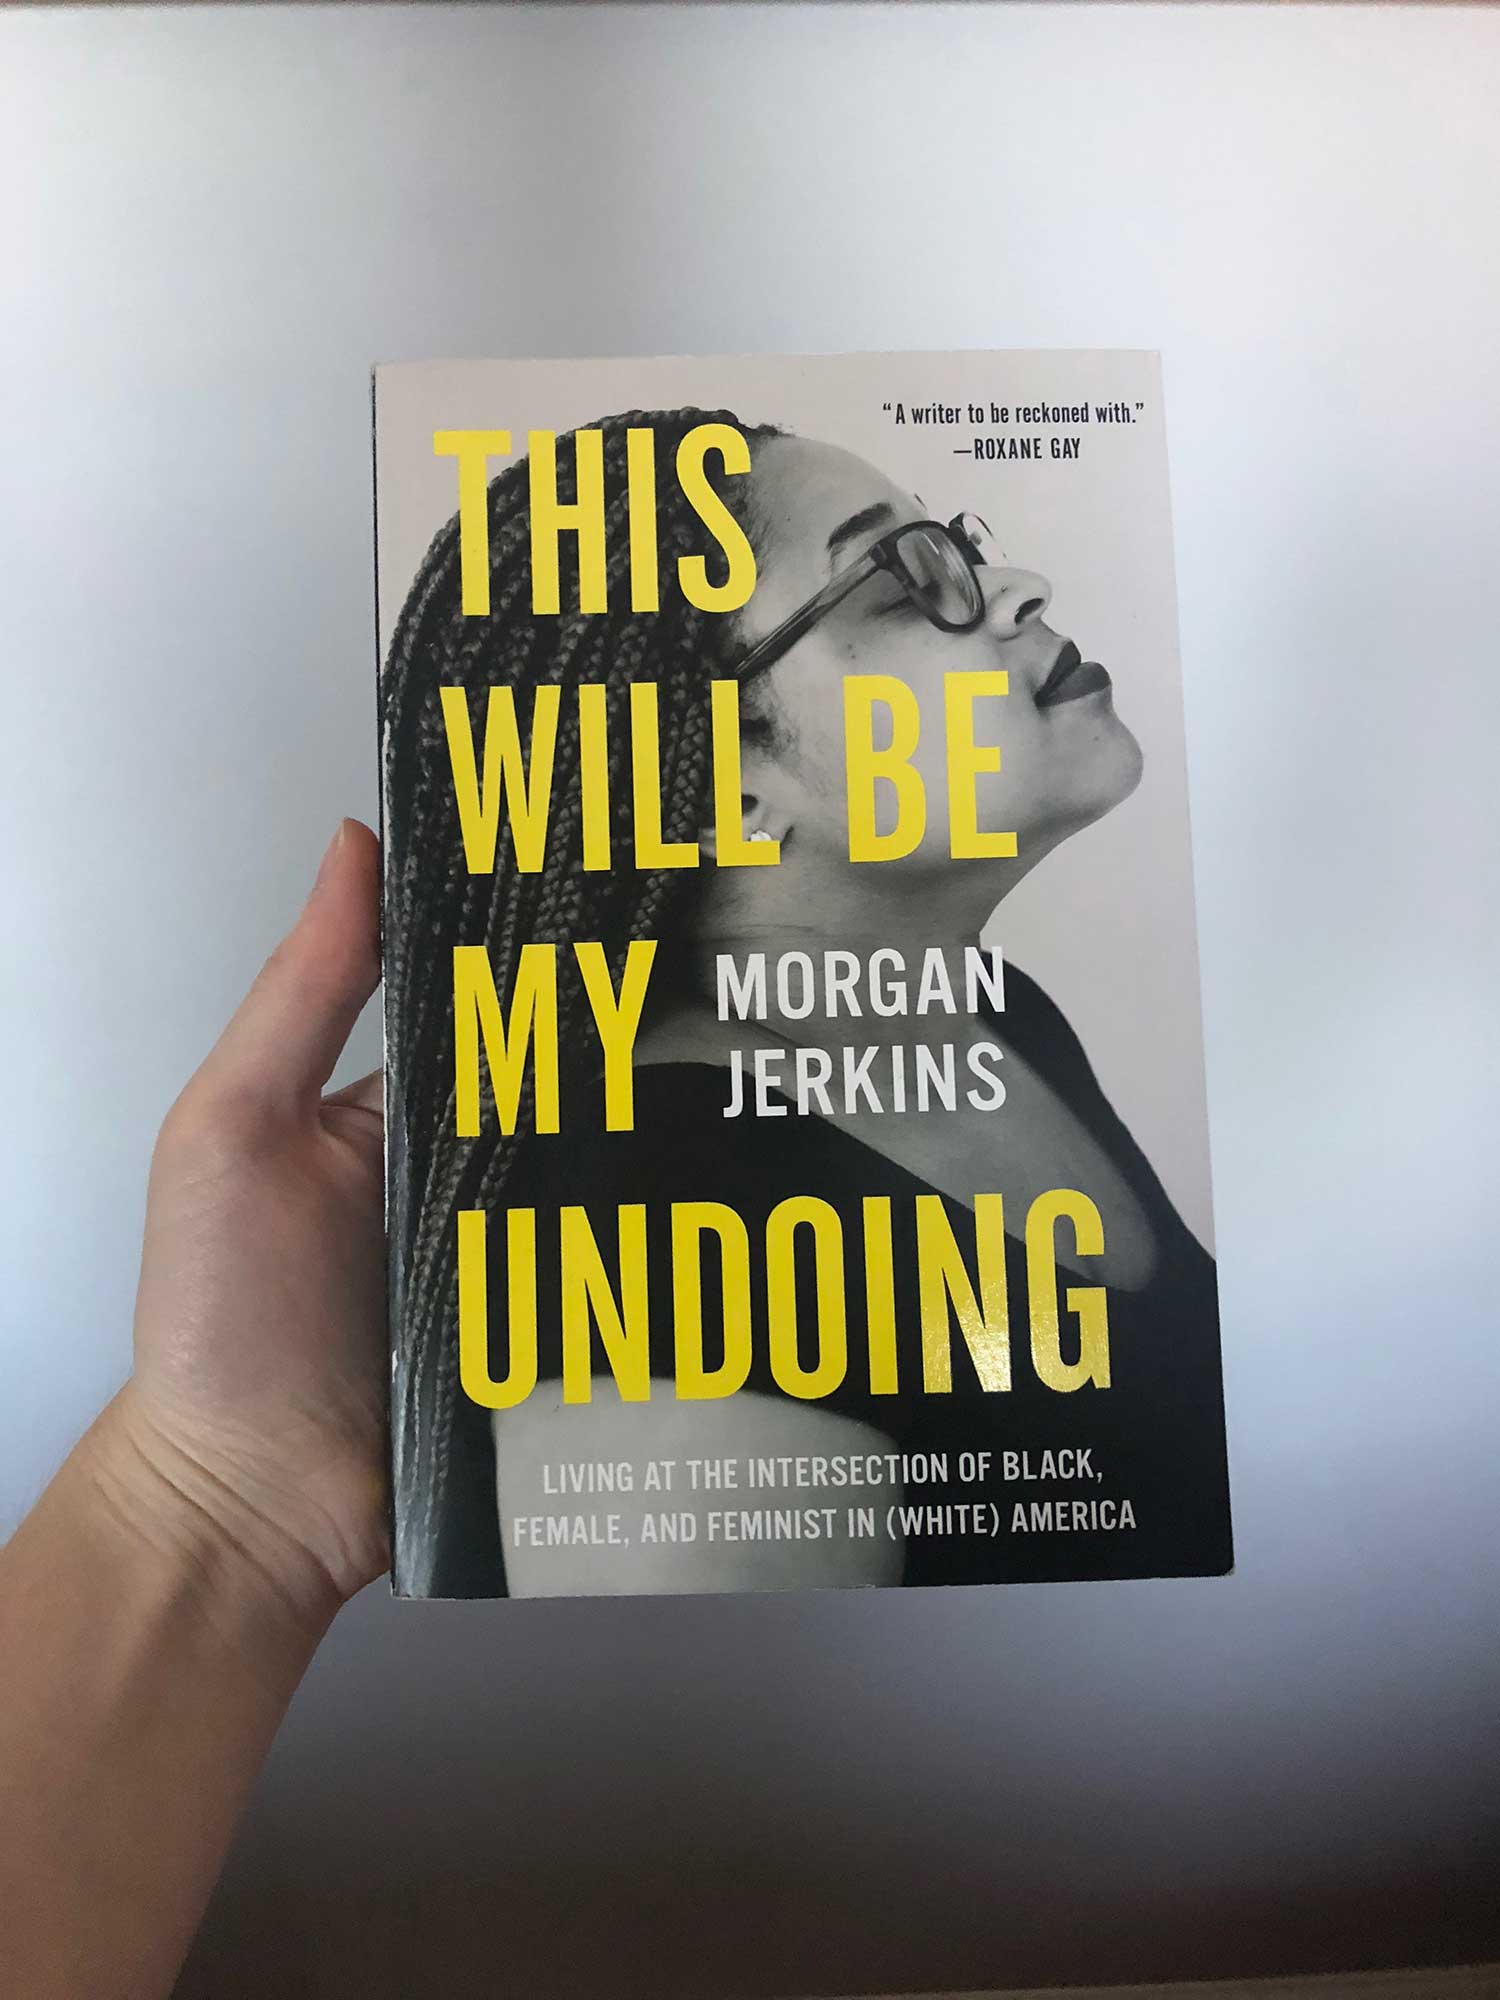 “A writer to be reckoned with.”
—ROXANE GAY
THIS
WILL BE
MY
MORGAN
JERKINS
UNDOING
LIVING AT THE INTERSECTION OF BLACK,
FEMALE, AND FEMINIST IN (WHITE) AMERICA